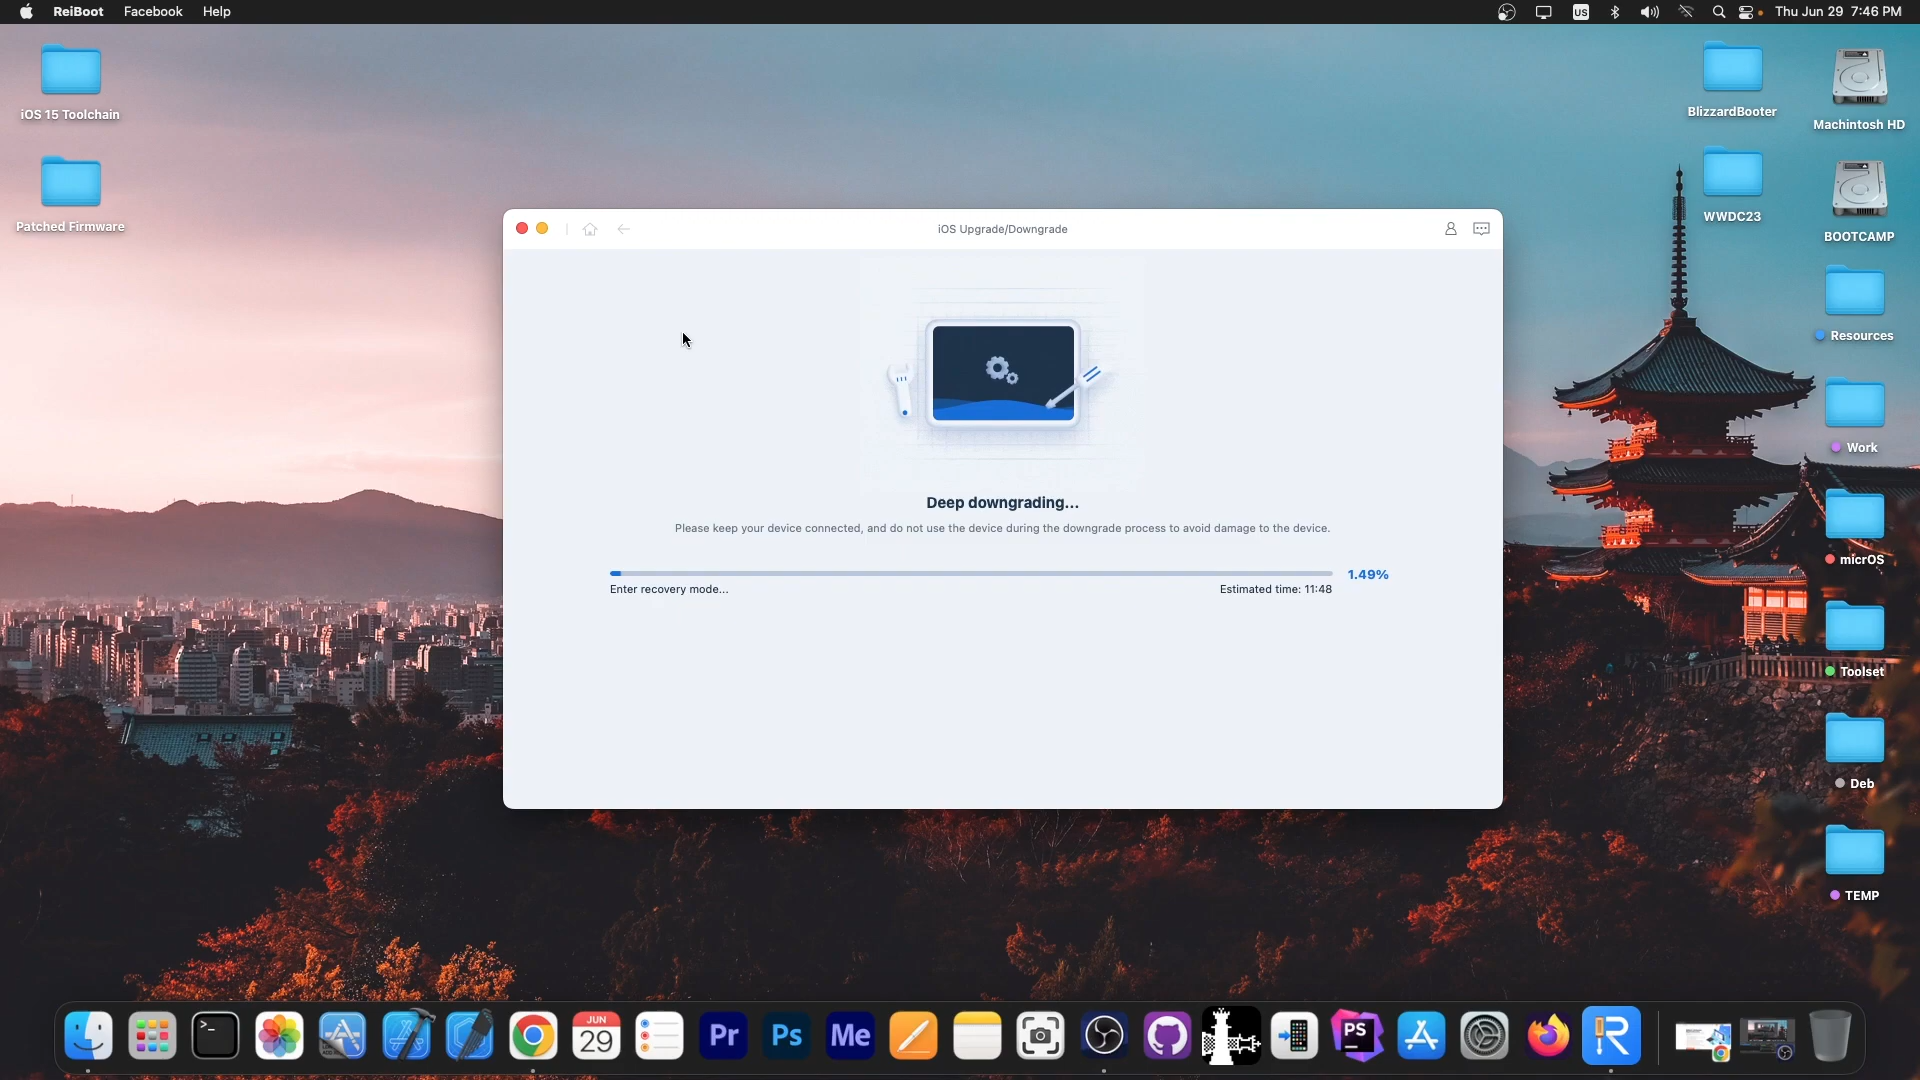 ReiBoot Facebook Help
US
Thu Jun 29 7:46 PM
iOS 15 Toolchain
Patched Firmware
BlizzardBooter
Machintosh HD
WWDC23
BOOTCAMP
Resources
Work
micrOS
Toolset
Deb
TEMP
iOS Upgrade/Downgrade
Deep downgrading...
Please keep your device connected, and do not use the device during the downgrade process to avoid damage to the device.
1.49%
Enter recovery mode... Estimated time: 11:48
>_
JUN
29
Pr
Ps
Me
PS
R